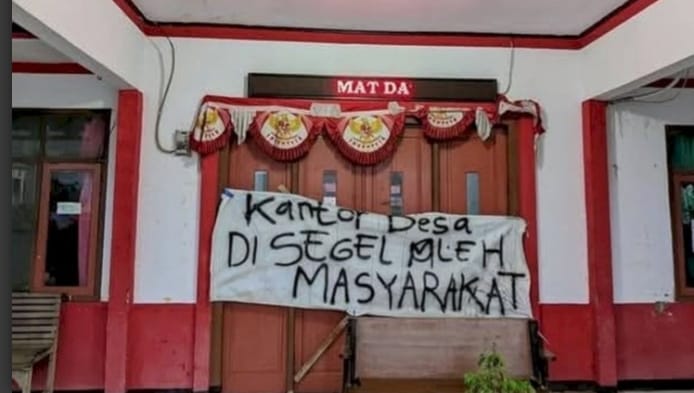 MAT DA
Kantor Desa
DI SEGEL OLEH
MASYARAKAT